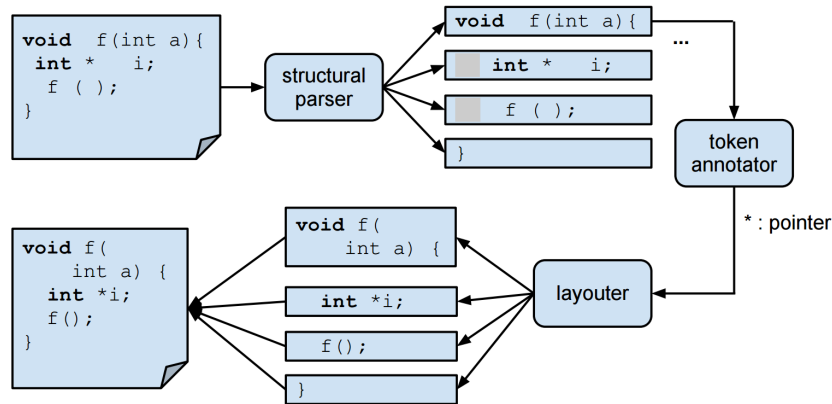 void  f(int a){
int *   i;
f ( );
}
structural
parser
void  f(int a){
int *   i;
f ( );
}
...
token
annotator
* : pointer
layouter
void f(
int a) {
int *i;
f();
}
void f(
int a) {
int *i;
f();
}